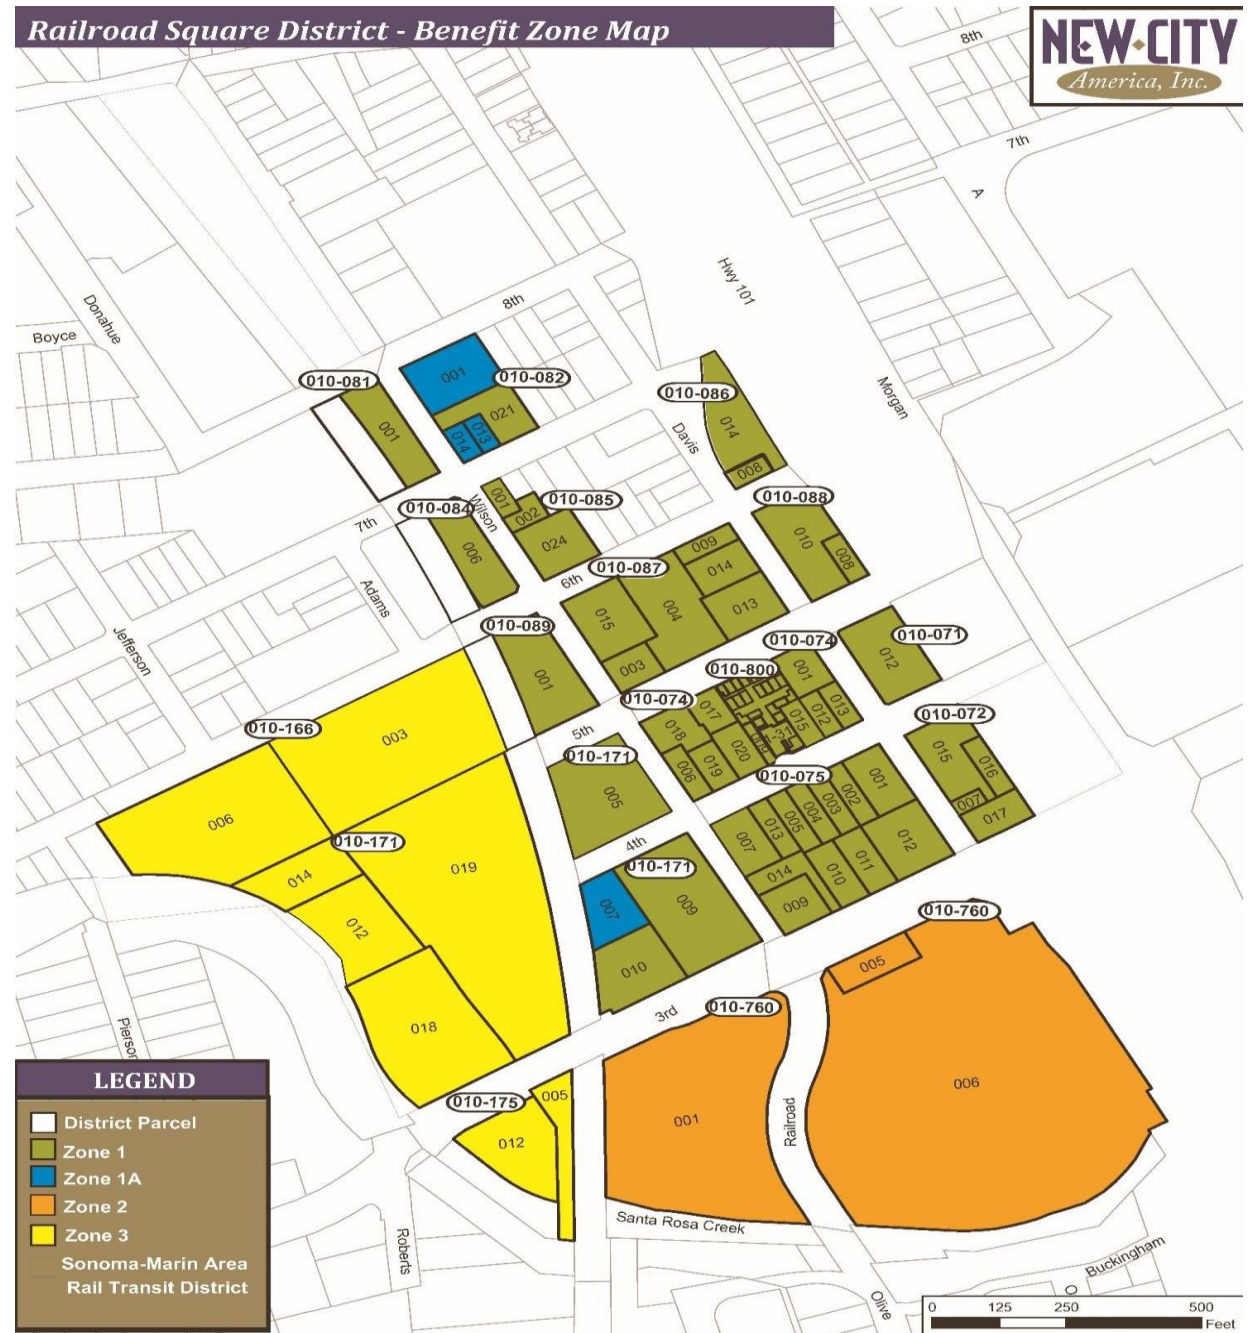 Railroad Square District - Benefit Zone Map
NEW CITY
America, Inc.
8th
7th
A
Hwy 101
Donahue
Boyce
8th
Morgan
010-081
001
010-082
001
021
014
013
010-086
014
008
Davis
7th
010-084
006
Wilson
010-085
001
002
024
010-088
010
008
Adams
6th
010-087
015
004
009
014
013
003
Jefferson
010-089
001
010-074
001
010-071
012
010-800
010-074
017
018
006
019
020
015
012
013
010-166
003
006
5th
010-171
005
010-072
015
016
007
017
010-075
007
013
005
004
003
002
001
014
009
010
011
012
010-171
014
019
012
018
4th
010-171
007
009
010
3rd
010-760
005
006
010-760
001
Railroad
Pierson
010-175
005
012
Roberts
Santa Rosa Creek
Buckingham
O
Olive
LEGEND
District Parcel
Zone 1
Zone 1A
Zone 2
Zone 3
Sonoma-Marin Area
Rail Transit District
0 125 250 500
Feet